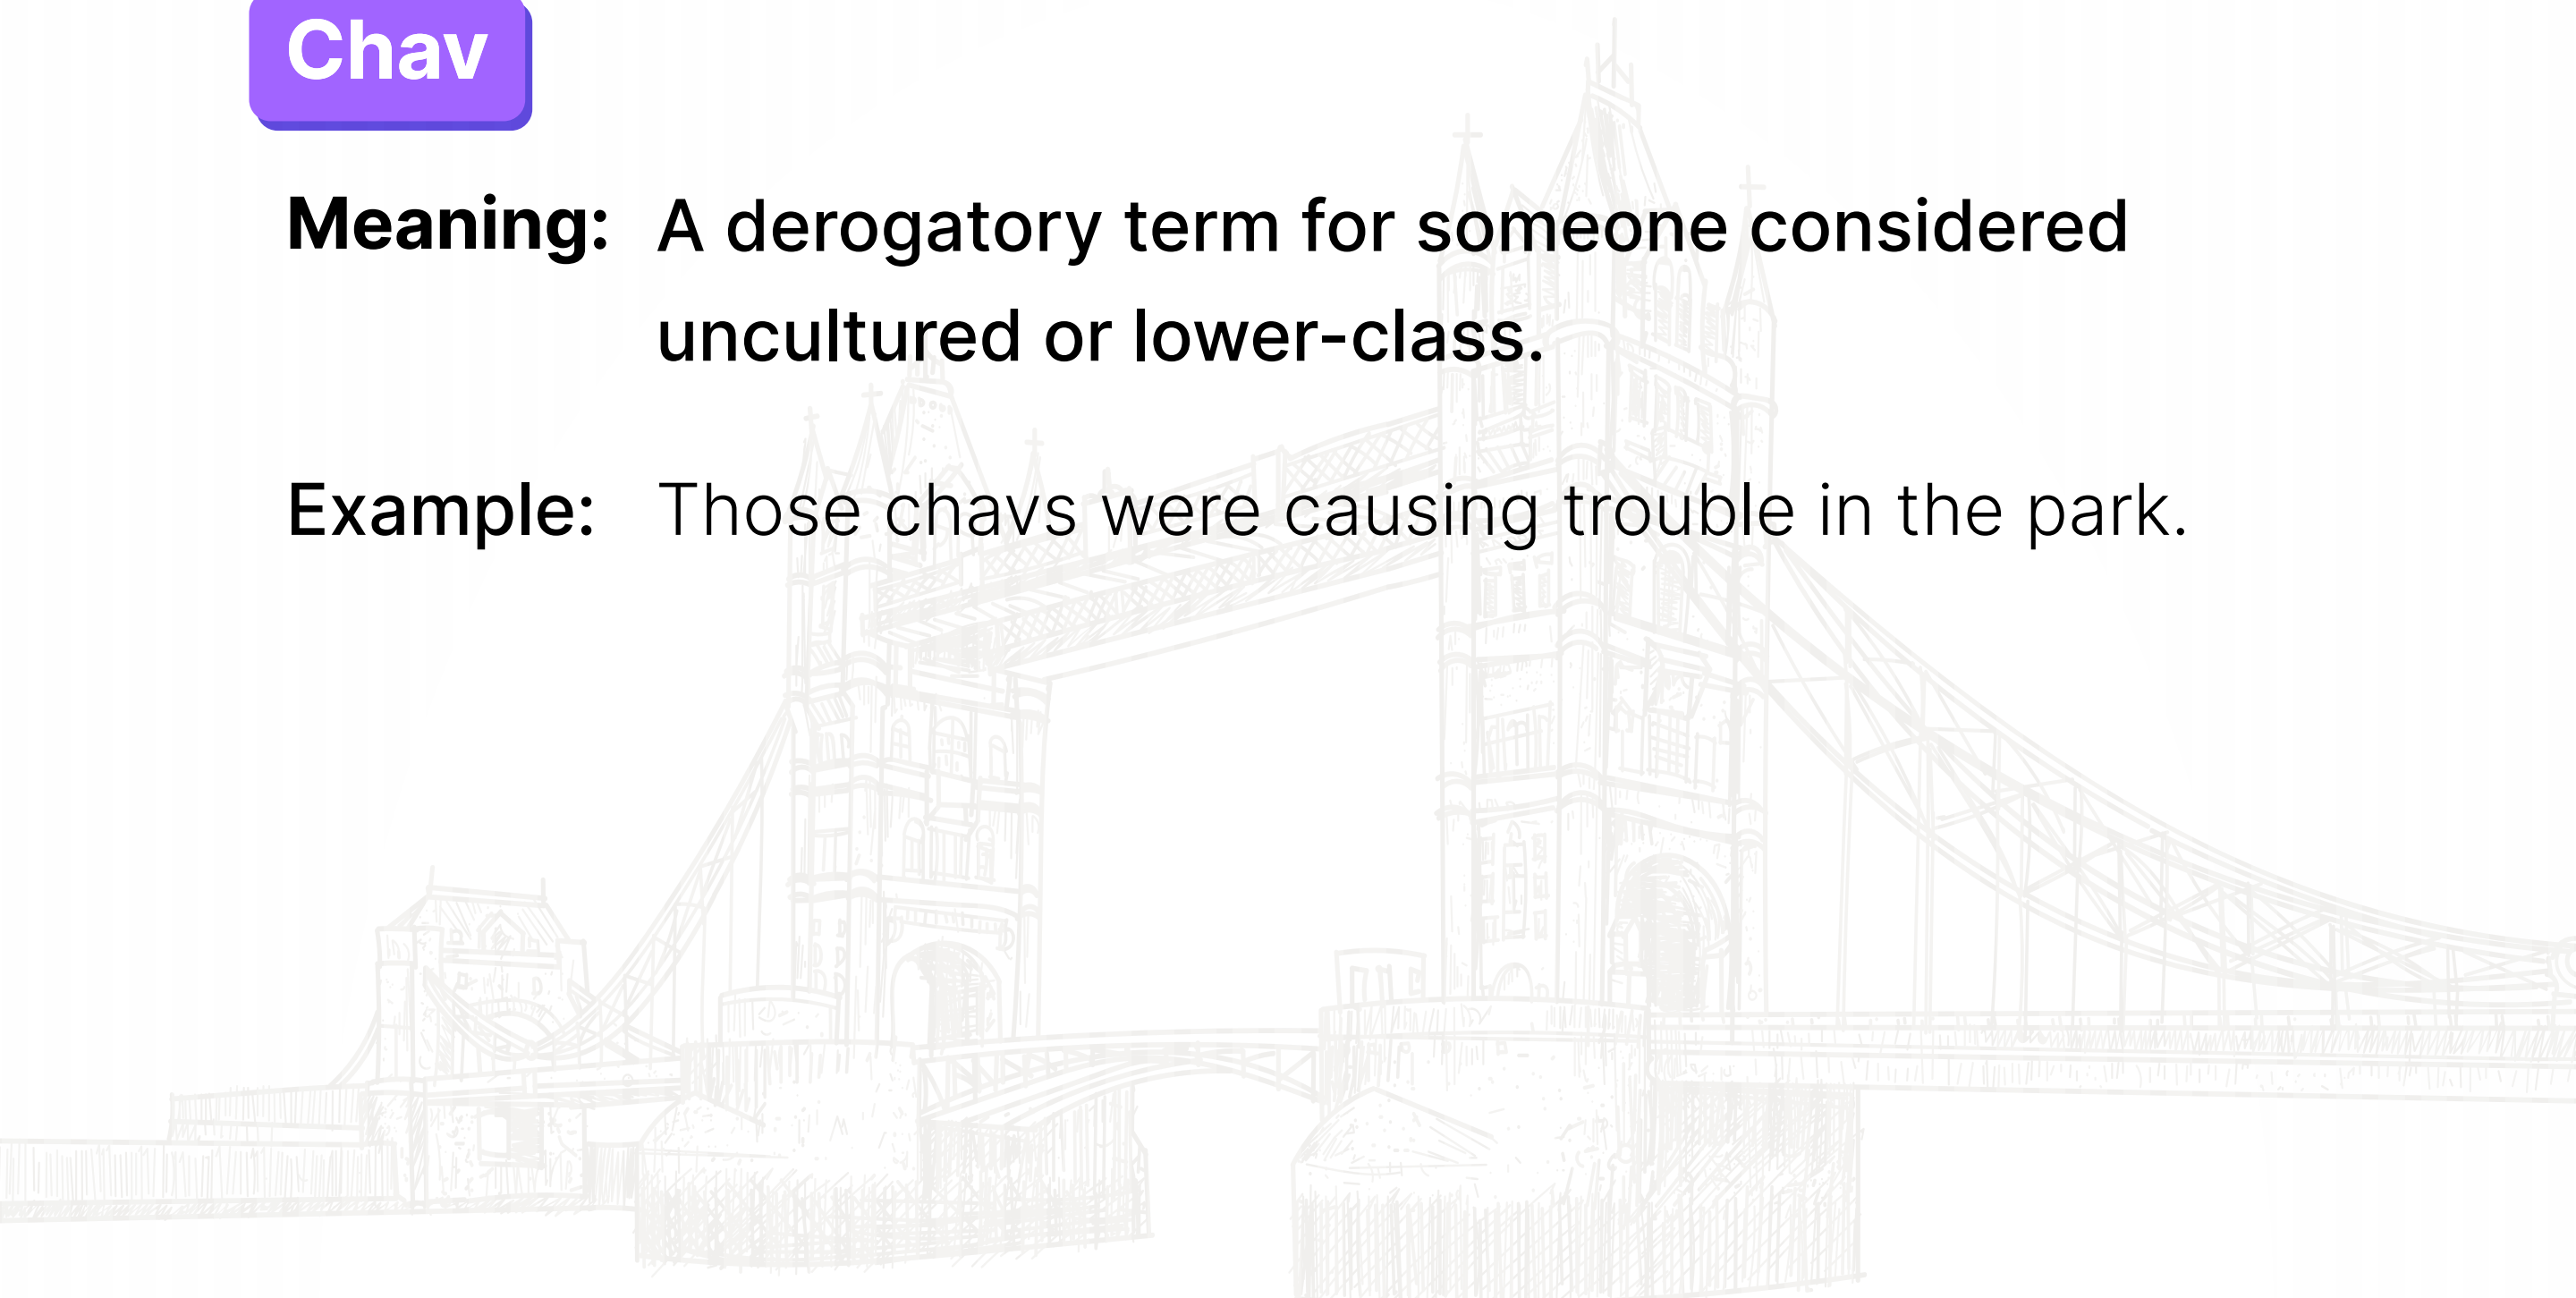 Chav
Meaning: A derogatory term for someone considered
uncultured or lower-class.
Example: Those chavs were causing trouble in the park.